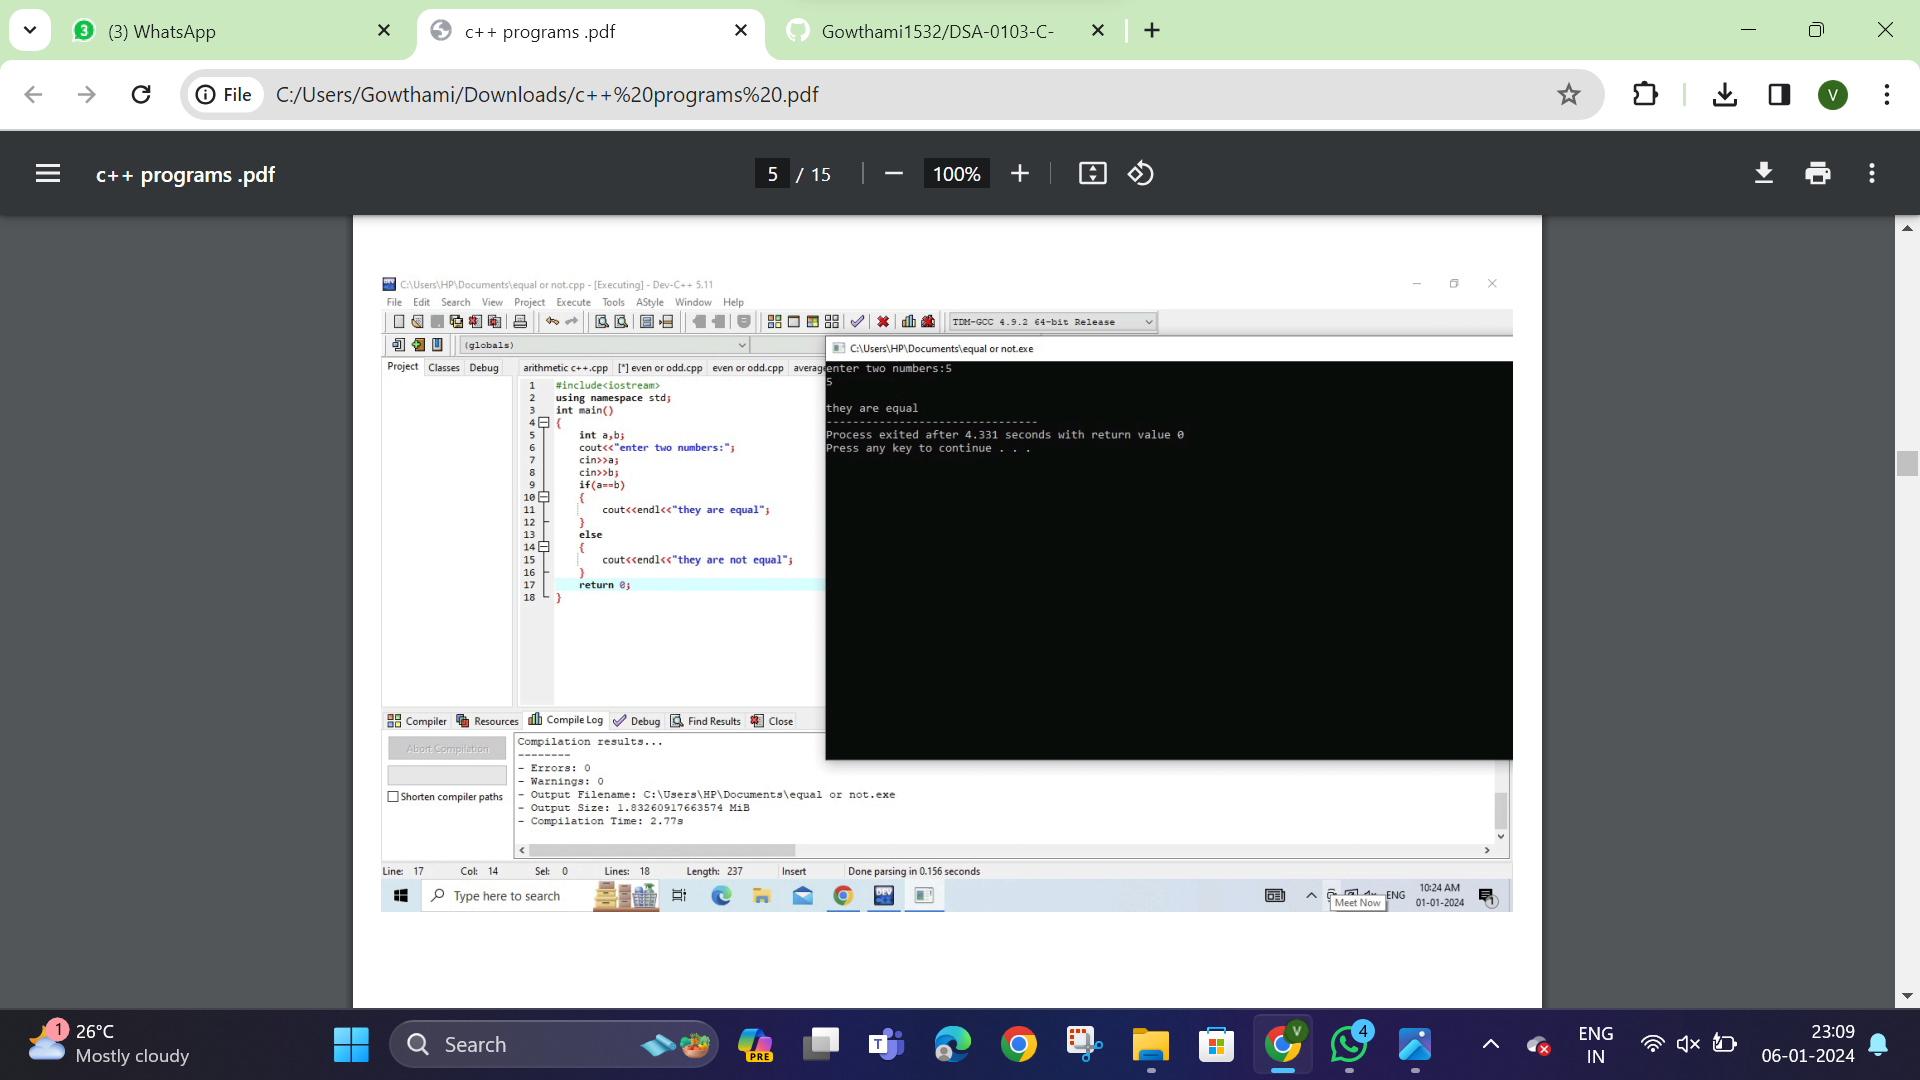 (3) WhatsApp
c++ programs .pdf
Gowthami1532/DSA-0103-C-
File
C:/Users/Gowthami/Downloads/c++%20programs%20.pdf
V
c++ programs .pdf
5 / 15
100%
C:\Users\HP\Documents\equal or not.cpp - [Executing] - Dev-C++ 5.11
File Edit Search View Project Execute Tools AStyle Window Help
TDM-GCC 4.9.2 64-bit Release
(globals)
Project Classes Debug
arithmetic c++.cpp [*] even or odd.cpp even or odd.cpp average
1 #include<iostream>
2 using namespace std;
3 int main()
4 {
5 int a,b;
6 cout<<"enter two numbers:";
7 cin>>a;
8 cin>>b;
9 if(a==b)
10 {
11 cout<<endl<<"they are equal";
12 }
13 else
14 {
15 cout<<endl<<"they are not equal";
16 }
17 return 0;
18 }
C:\Users\HP\Documents\equal or not.exe
enter two numbers:5
5
they are equal
--------------------------------
Process exited after 4.331 seconds with return value 0
Press any key to continue . . .
Compiler Resources Compile Log Debug Find Results Close
Abort Compilation
Shorten compiler paths
Compilation results...
--------
- Errors: 0
- Warnings: 0
- Output Filename: C:\Users\HP\Documents\equal or not.exe
- Output Size: 1.83260917663574 MiB
- Compilation Time: 2.77s
Line: 17 Col: 14 Sel: 0 Lines: 18 Length: 237 Insert Done parsing in 0.156 seconds
Type here to search
DEV
ENG
10:24 AM
01-01-2024
1
Meet Now
1
26°C
Mostly cloudy
Search
PRE
T
V
4
ENG
IN
23:09
06-01-2024